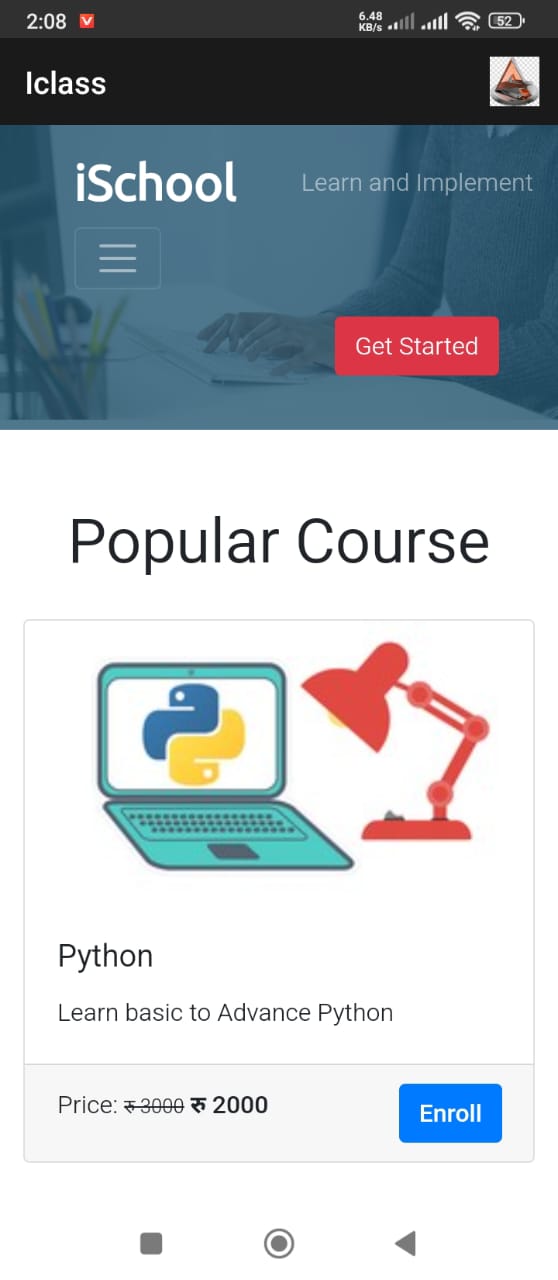 2:08 6.48 KB/s 52
Iclass
iSchool Learn and Implement
Get Started
Popular Course
Python
Learn basic to Advance Python
Price: रु 3000 रु 2000 Enroll